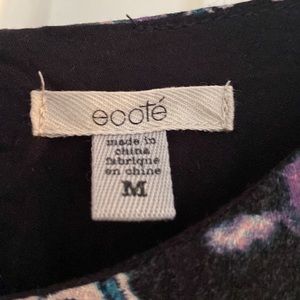 ecoté
made in
china
fabriqué
en chine
M